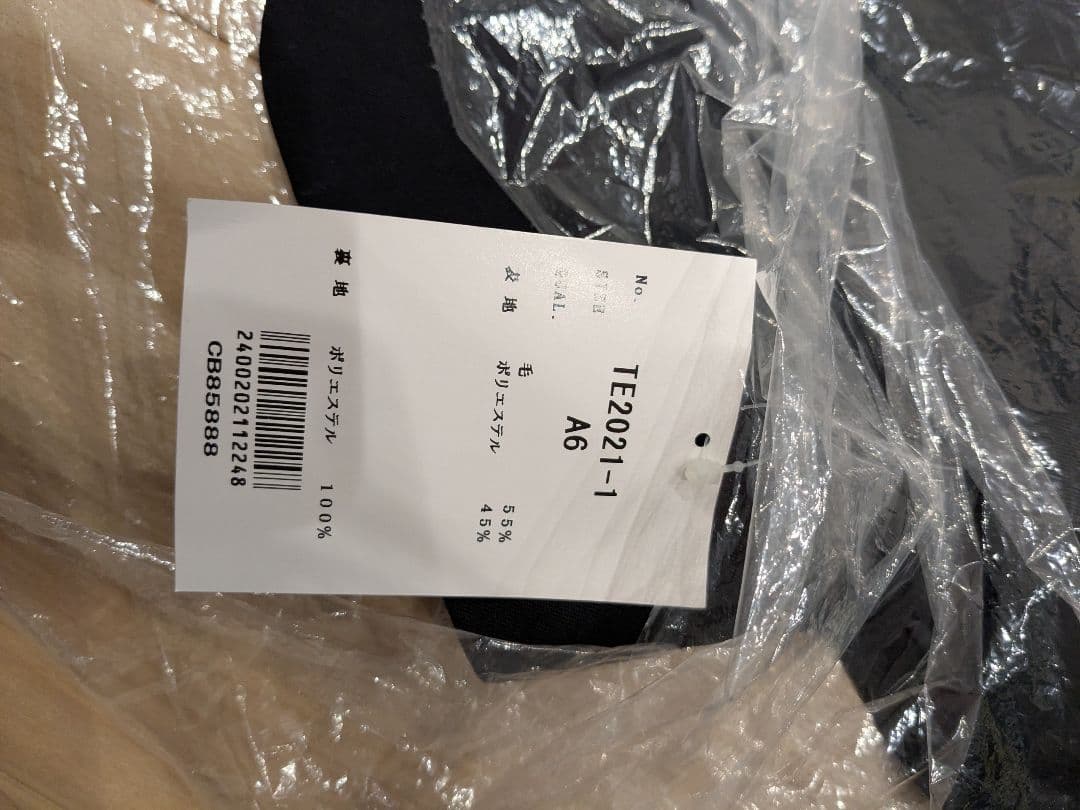 No. TE2021-1
SIZE A6
QUAL.
表地 毛 55%
ポリエステル 45%
裏地 ポリエステル 100%
2400202112248
CB85888